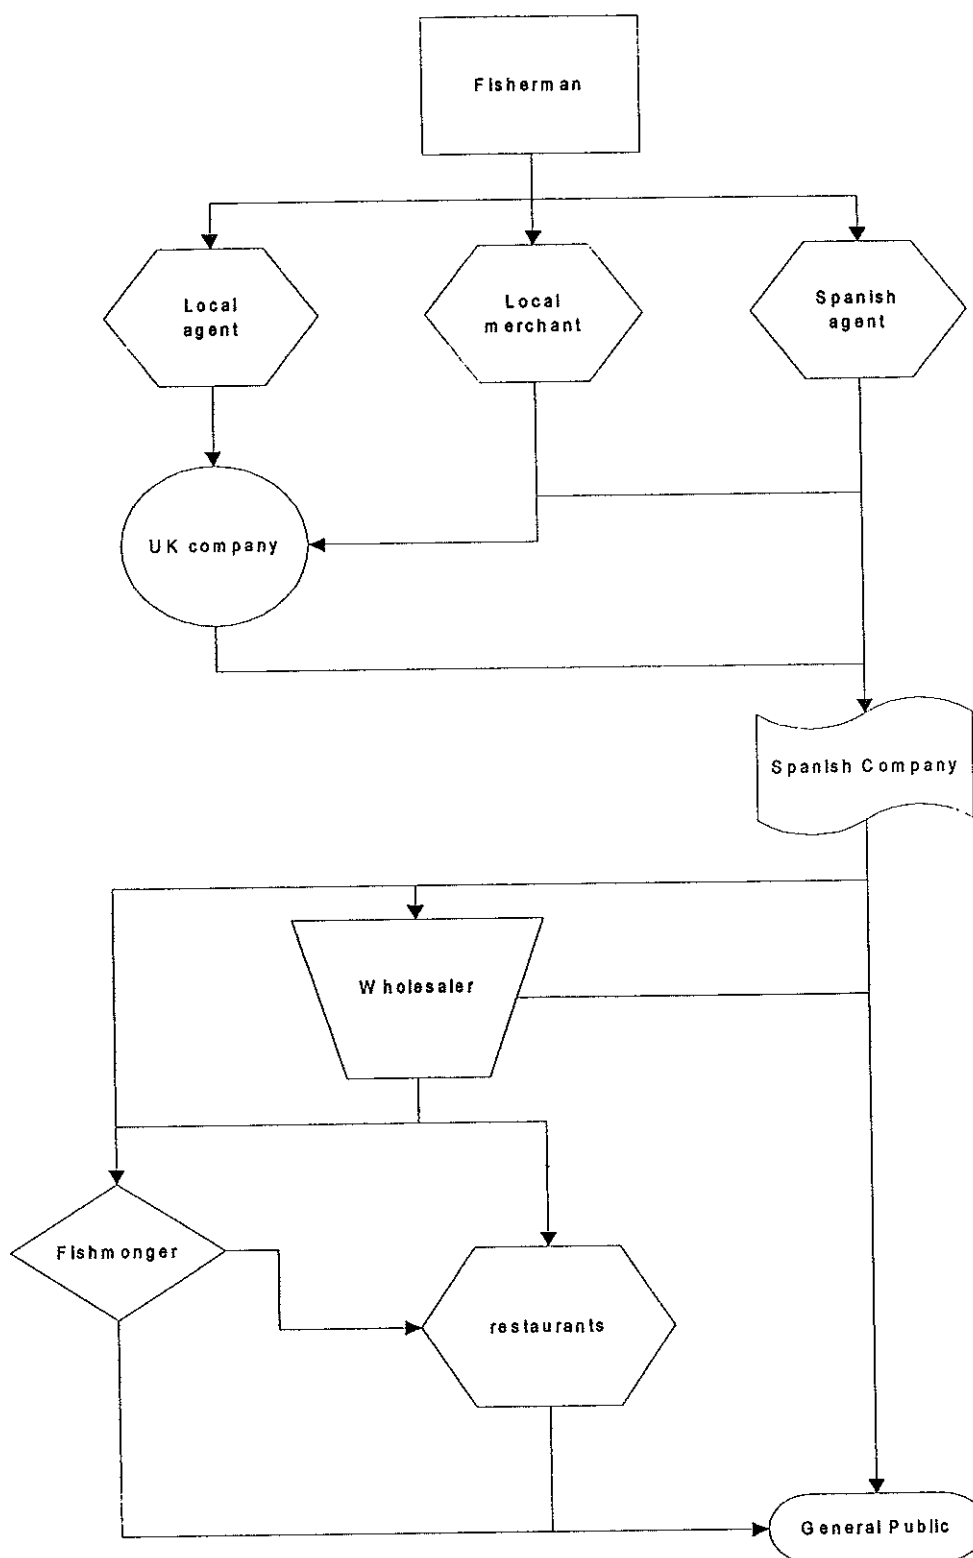 Fisherman
Local
agent
Local
merchant
Spanish
agent
UK company
Spanish Company
Wholesaler
Fishmonger
restaurants
General Public